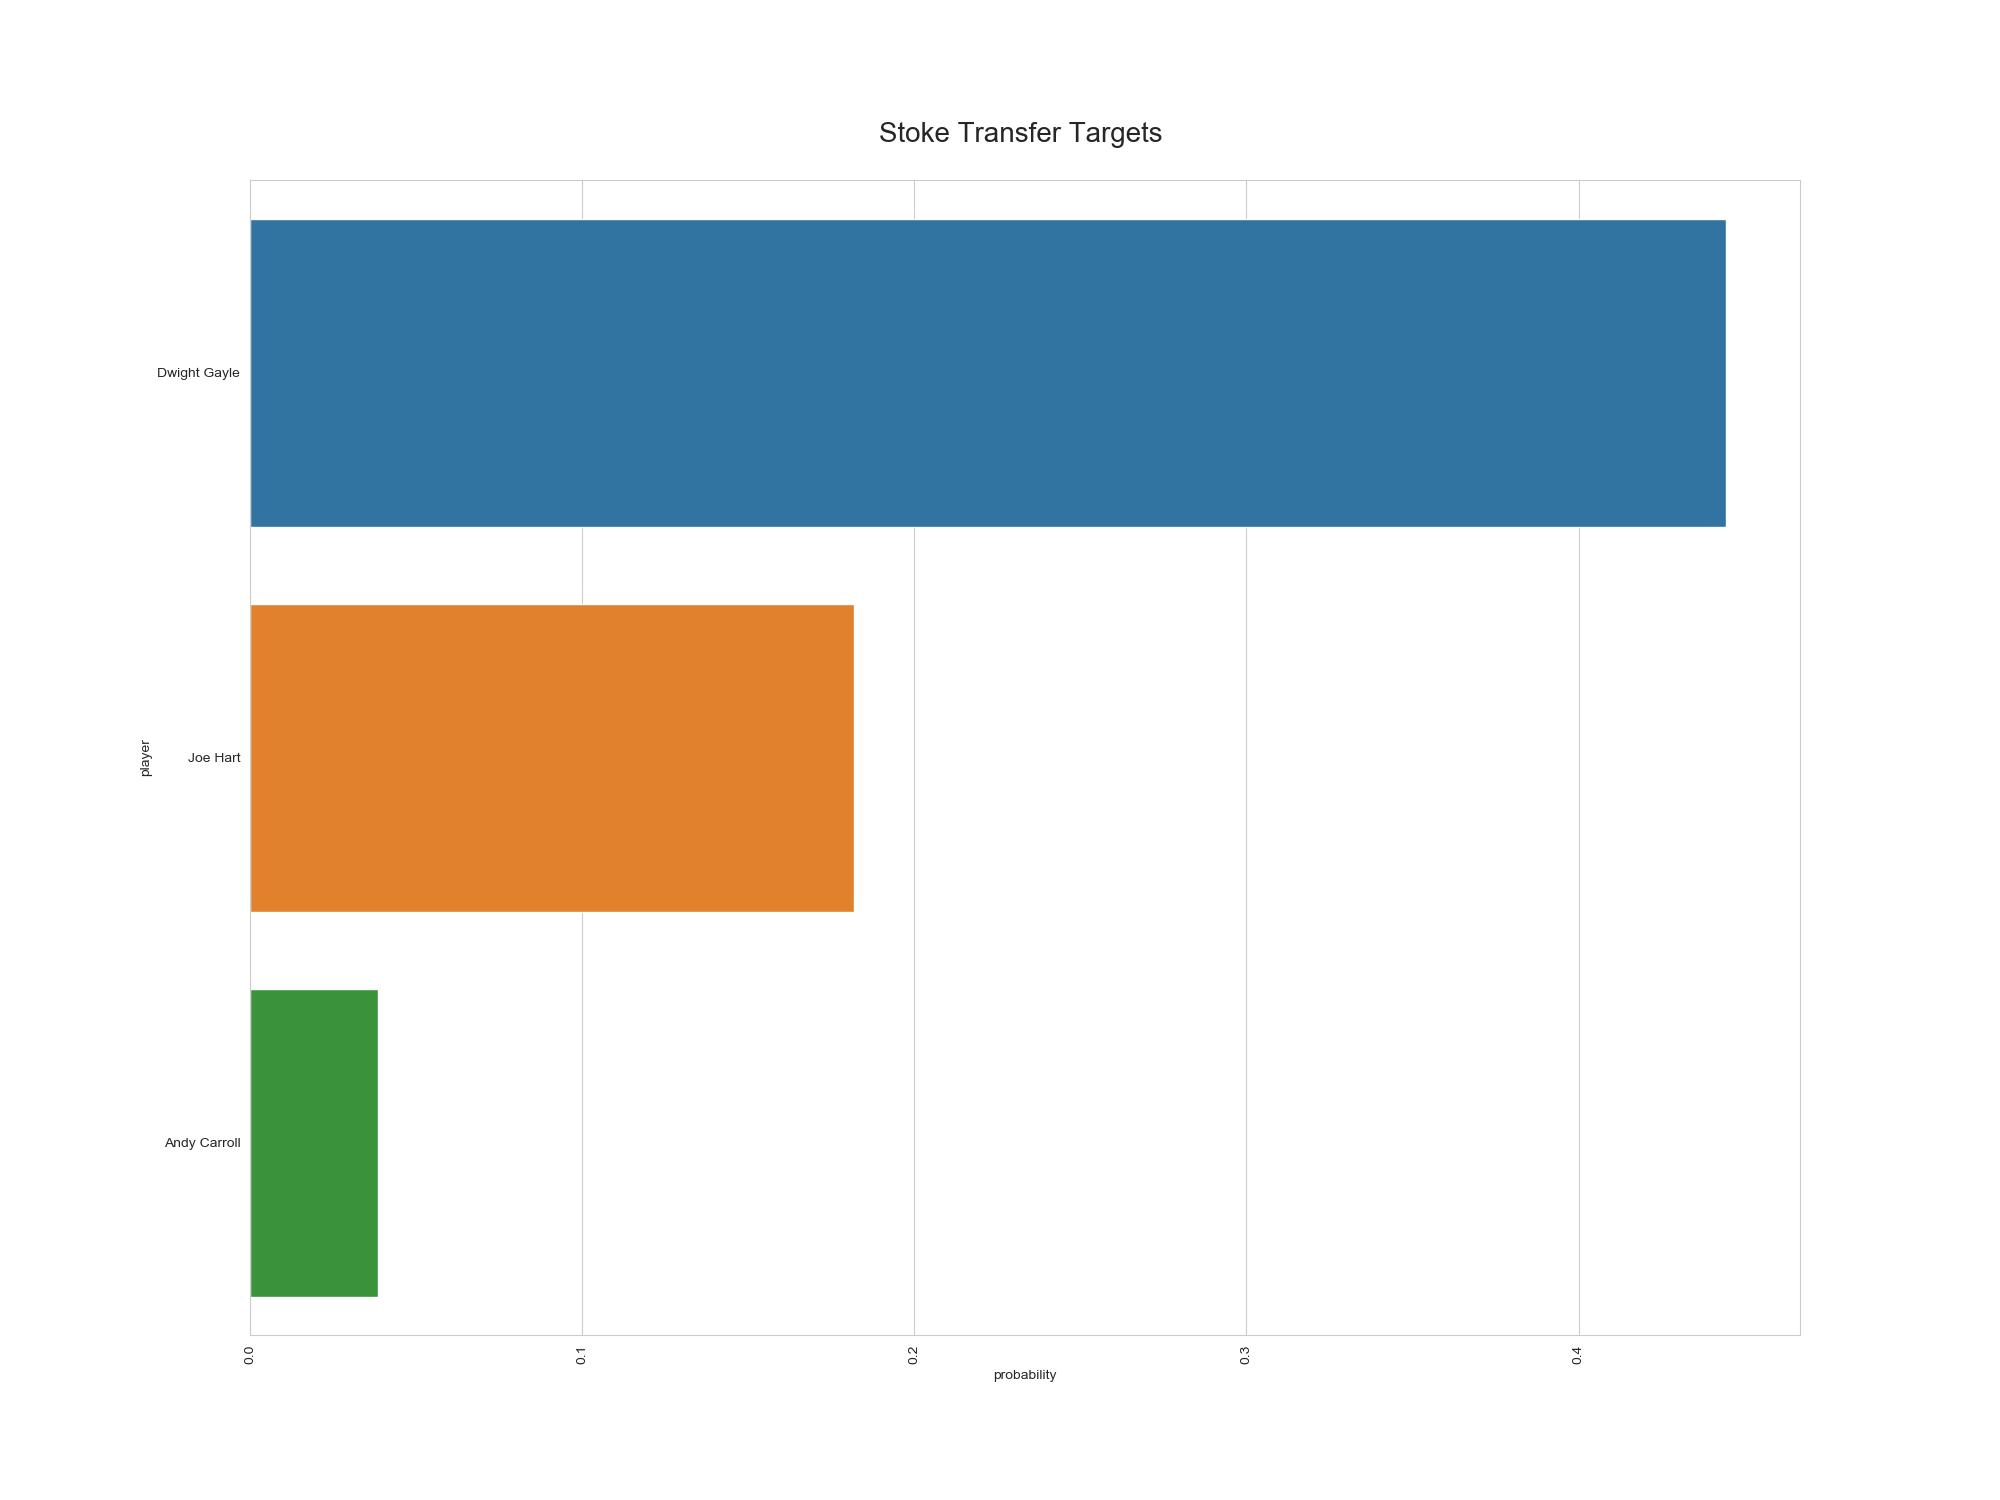 Stoke Transfer Targets
Dwight Gayle
Joe Hart
Andy Carroll
player
0.0
0.1
0.2
0.3
0.4
probability